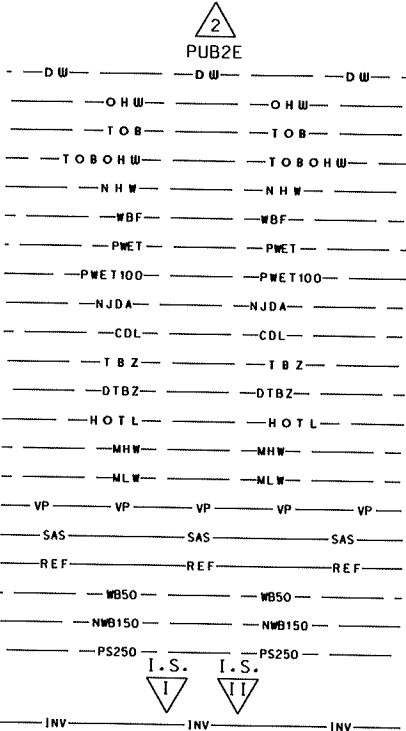 2
PUB2E
DW DW DW
OHW OHW
TOB TOB
TOBOHW TOBOHW
NHW NHW
WBF WBF
PWET PWET
PWET100 PWET100
NJDA NJDA
CDL CDL
TBZ TBZ
DTBZ DTBZ
HOTL HOTL
MHW MHW
MLW MLW
VP VP VP VP VP
SAS SAS SAS
REF REF REF
WB50 WB50
NWB150 NWB150
PS250 PS250
I.S. I.S.
I II
INV INV INV